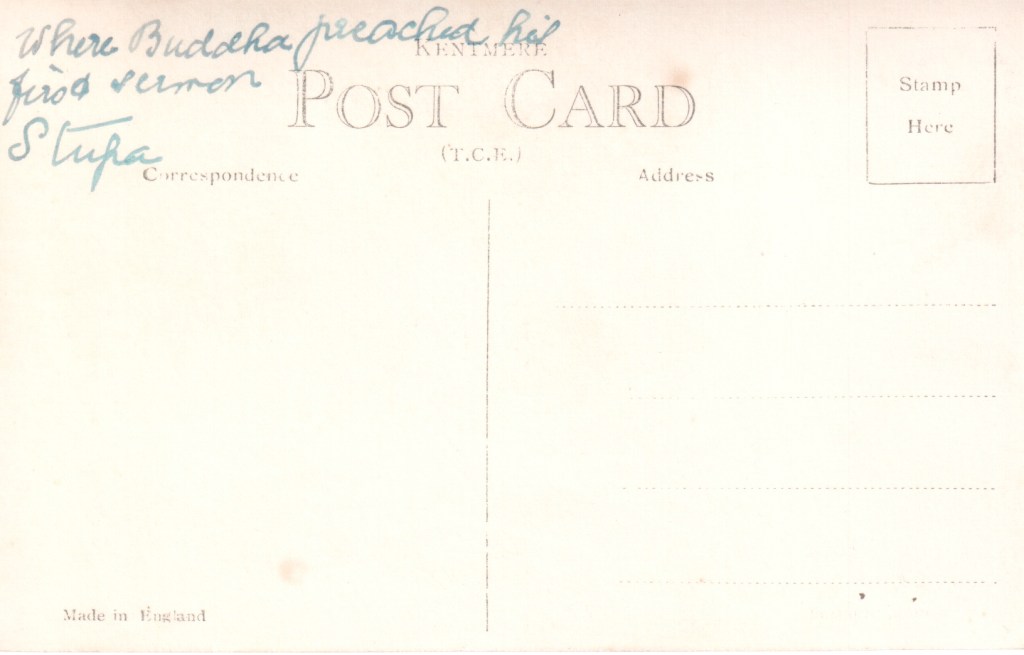 Where Buddha preached his
first sermon
Stupa
KENTMERE
POST CARD
(T.C.E.)
Correspondence
Address
Stamp
Here
Made in England